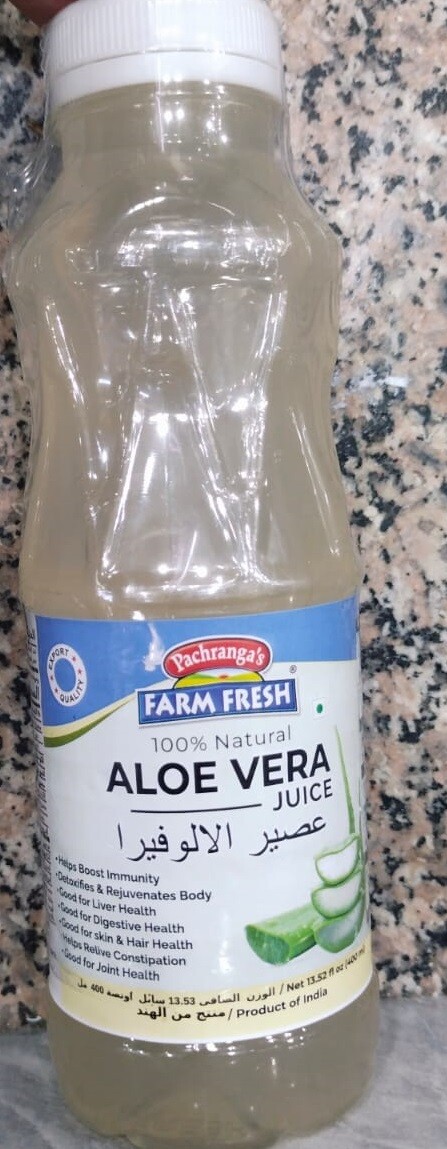 EXPORT QUALITY
Pachranga's
FARM FRESH®
100% Natural
ALOE VERA
JUICE
عصير الالوفيرا
•Helps Boost Immunity
•Detoxifies & Rejuvenates Body
•Good for Liver Health
•Good for Digestive Health
•Good for skin & Hair Health
•Helps Relive Constipation
•Good for Joint Health
الوزن الصافى 13.53 سائل اونصة 400 مل / Net 13.52 fl oz (400 m
منتج من الهند / Product of India